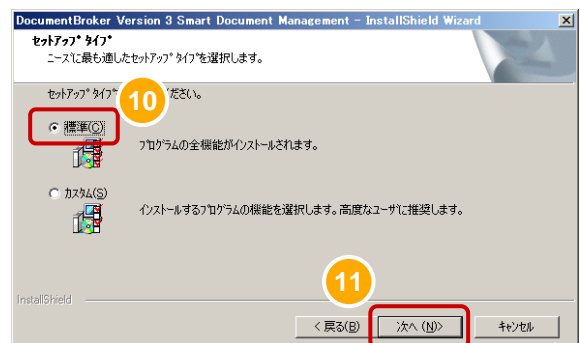 DocumentBroker Version 3 Smart Document Management - InstallShield Wizard
ｾｯﾄｱｯﾌﾟ ﾀｲﾌﾟ
ﾆｰｽﾞに最も適したｾｯﾄｱｯﾌﾟ ﾀｲﾌﾟを選択します。
ｾｯﾄｱｯﾌﾟ ﾀｲﾌﾟ ださい。
10
標準(C)
ﾌﾟﾛｸﾞﾗﾑの全機能がｲﾝｽﾄｰﾙされます。
ｶｽﾀﾑ(S)
ｲﾝｽﾄｰﾙするﾌﾟﾛｸﾞﾗﾑの機能を選択します。高度なﾕｰｻﾞに推奨します。
11
InstallShield
< 戻る(B) 次へ (N)> ｷｬﾝｾﾙ